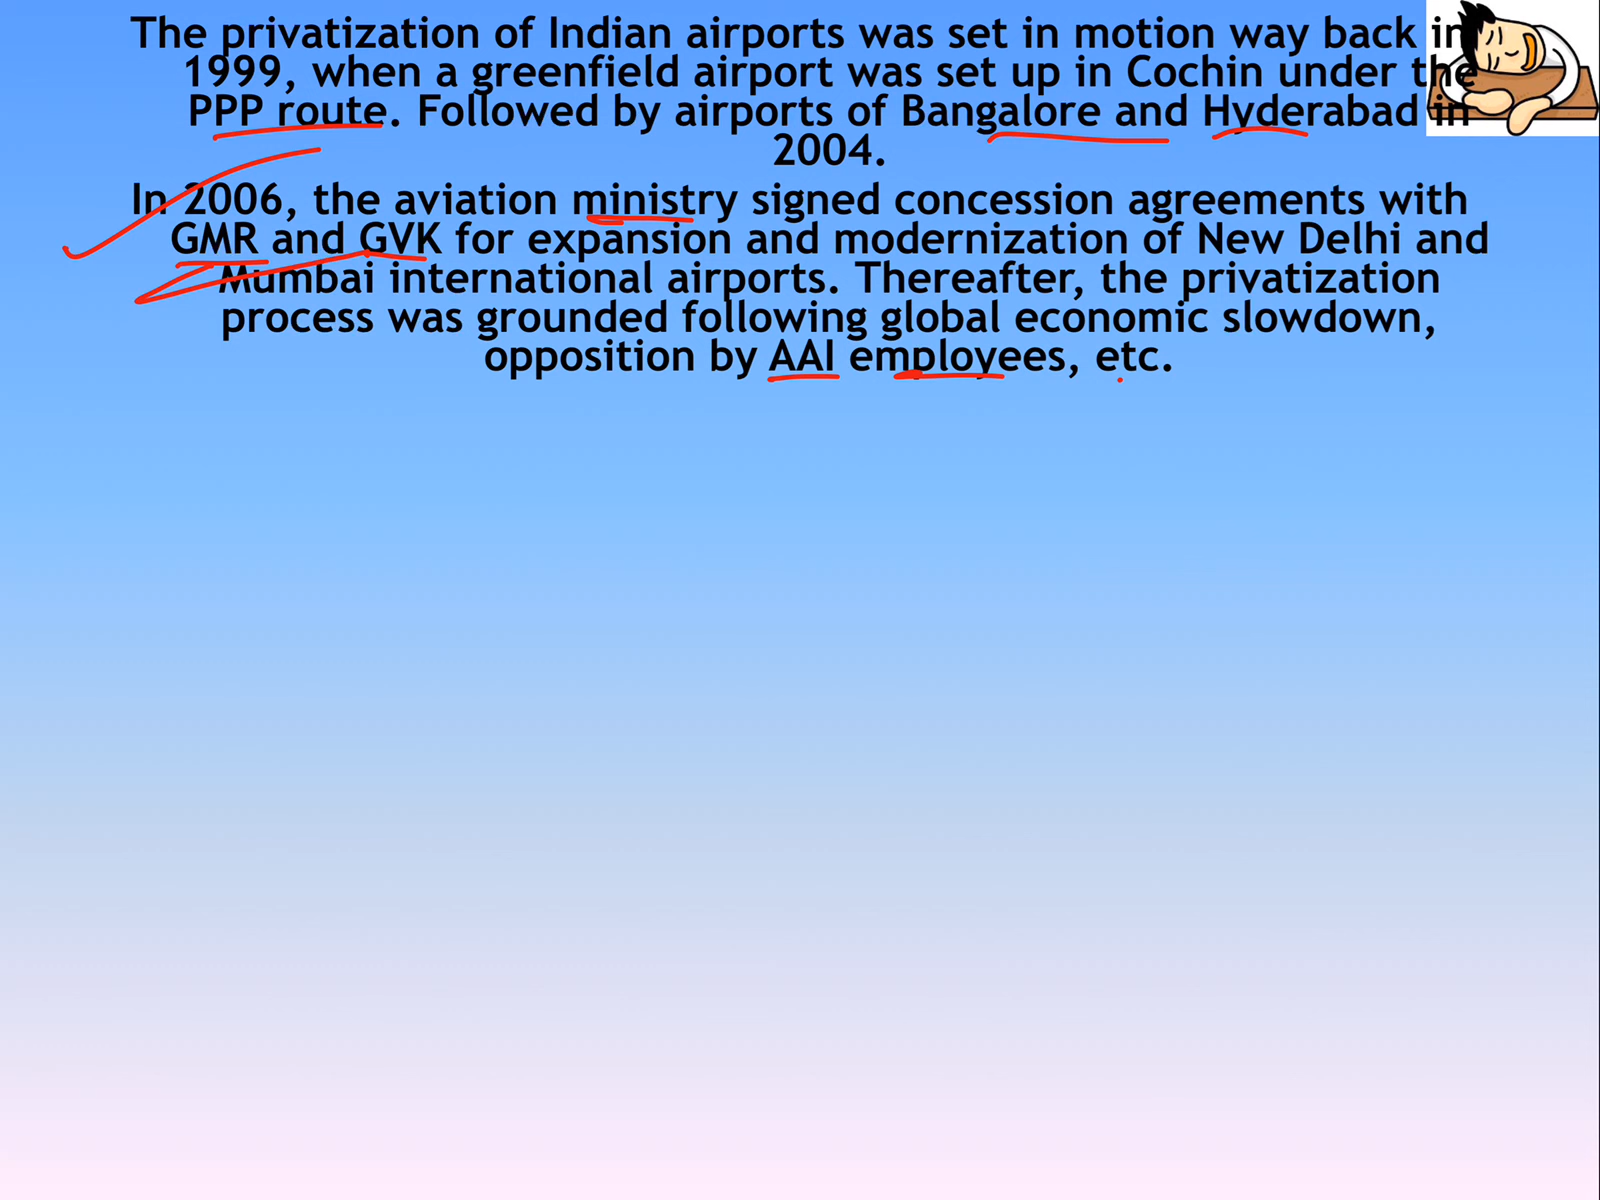 The privatization of Indian airports was set in motion way back in
1999, when a greenfield airport was set up in Cochin under the
PPP route. Followed by airports of Bangalore and Hyderabad in
2004.
In 2006, the aviation ministry signed concession agreements with
GMR and GVK for expansion and modernization of New Delhi and
Mumbai international airports. Thereafter, the privatization
process was grounded following global economic slowdown,
opposition by AAI employees, etc.